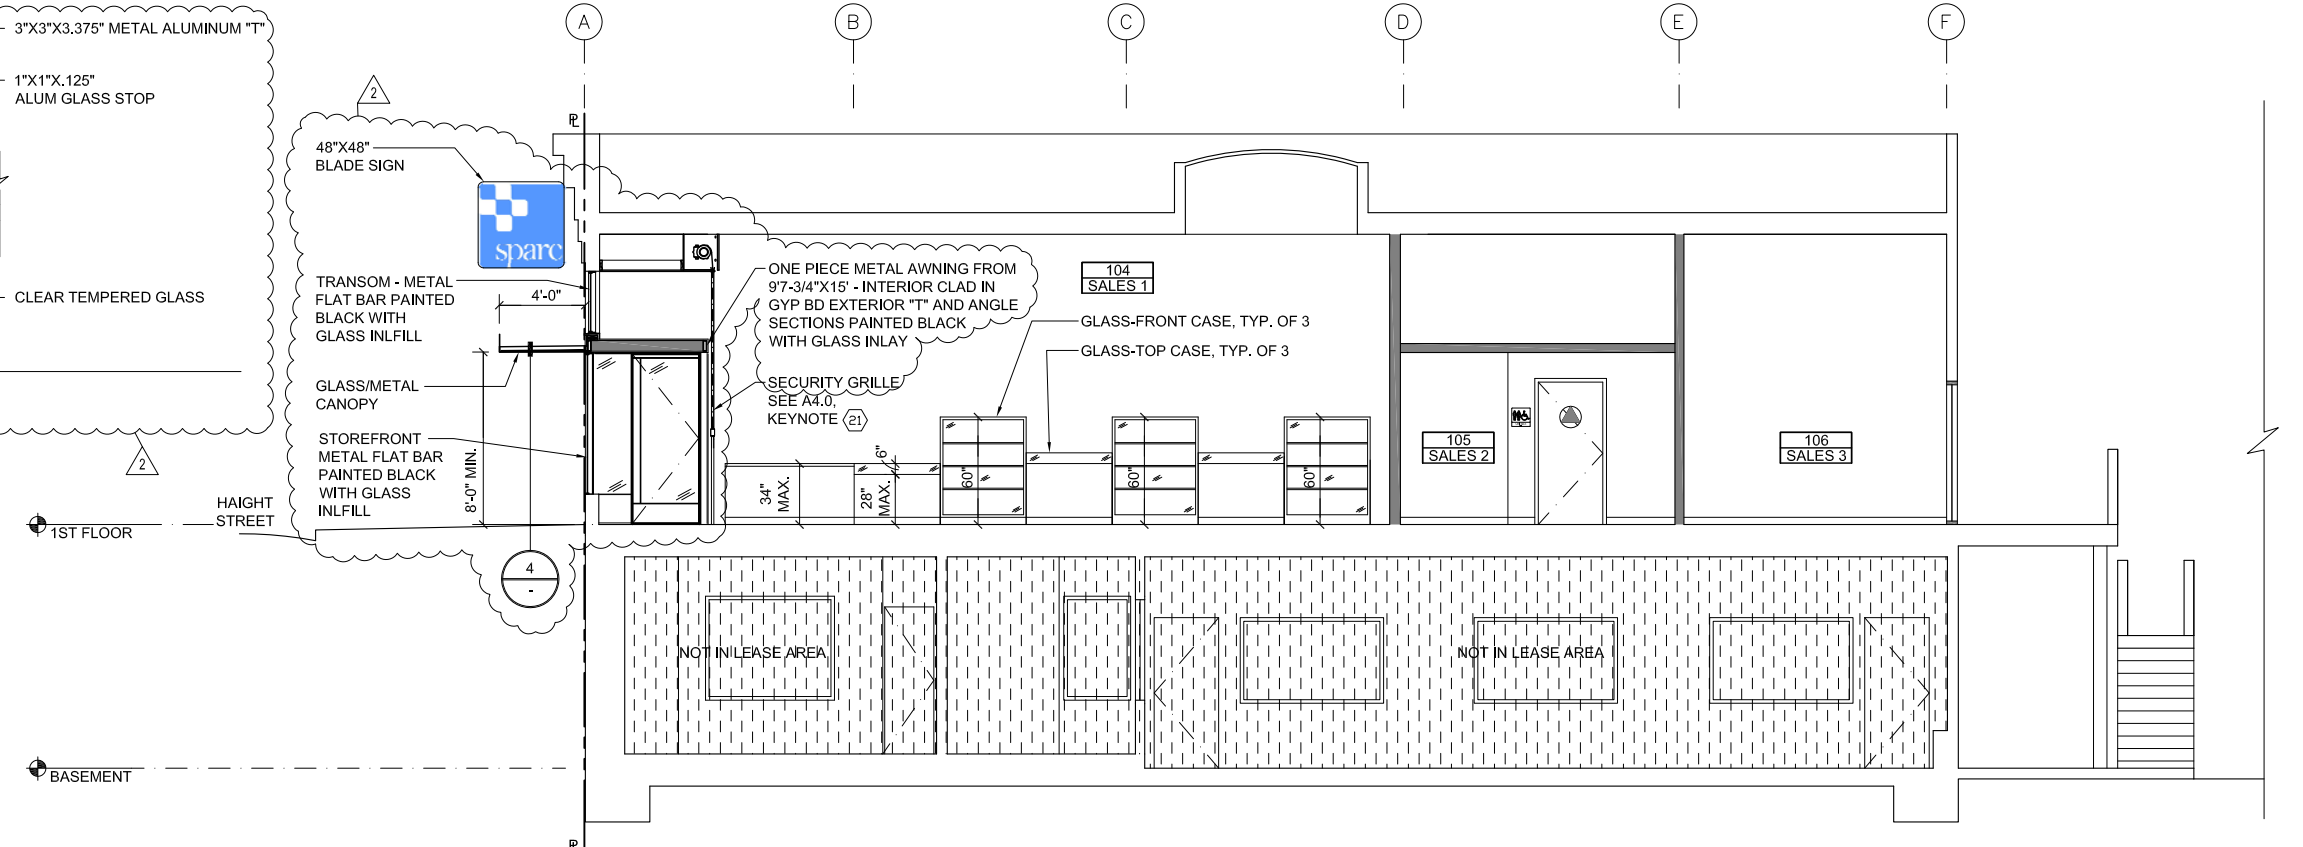 A
B
C
D
E
F
3"X3"X3.375" METAL ALUMINUM "T"
1"X1"X.125"
ALUM GLASS STOP
CLEAR TEMPERED GLASS
2
2
PL
48"X48"
BLADE SIGN
sparc
TRANSOM - METAL
FLAT BAR PAINTED
BLACK WITH
GLASS INLFILL
4'-0"
GLASS/METAL
CANOPY
STOREFRONT
METAL FLAT BAR
PAINTED BLACK
WITH GLASS
INLFILL
8'-0" MIN.
HAIGHT
STREET
1ST FLOOR
4
-
ONE PIECE METAL AWNING FROM
9'7-3/4"X15' - INTERIOR CLAD IN
GYP BD EXTERIOR "T" AND ANGLE
SECTIONS PAINTED BLACK
WITH GLASS INLAY
SECURITY GRILLE
SEE A4.0,
KEYNOTE 21
104
SALES 1
GLASS-FRONT CASE, TYP. OF 3
GLASS-TOP CASE, TYP. OF 3
34"
MAX.
28"
MAX.
6"
60"
60"
60"
105
SALES 2
106
SALES 3
NOT IN LEASE AREA
NOT IN LEASE AREA
BASEMENT
PL